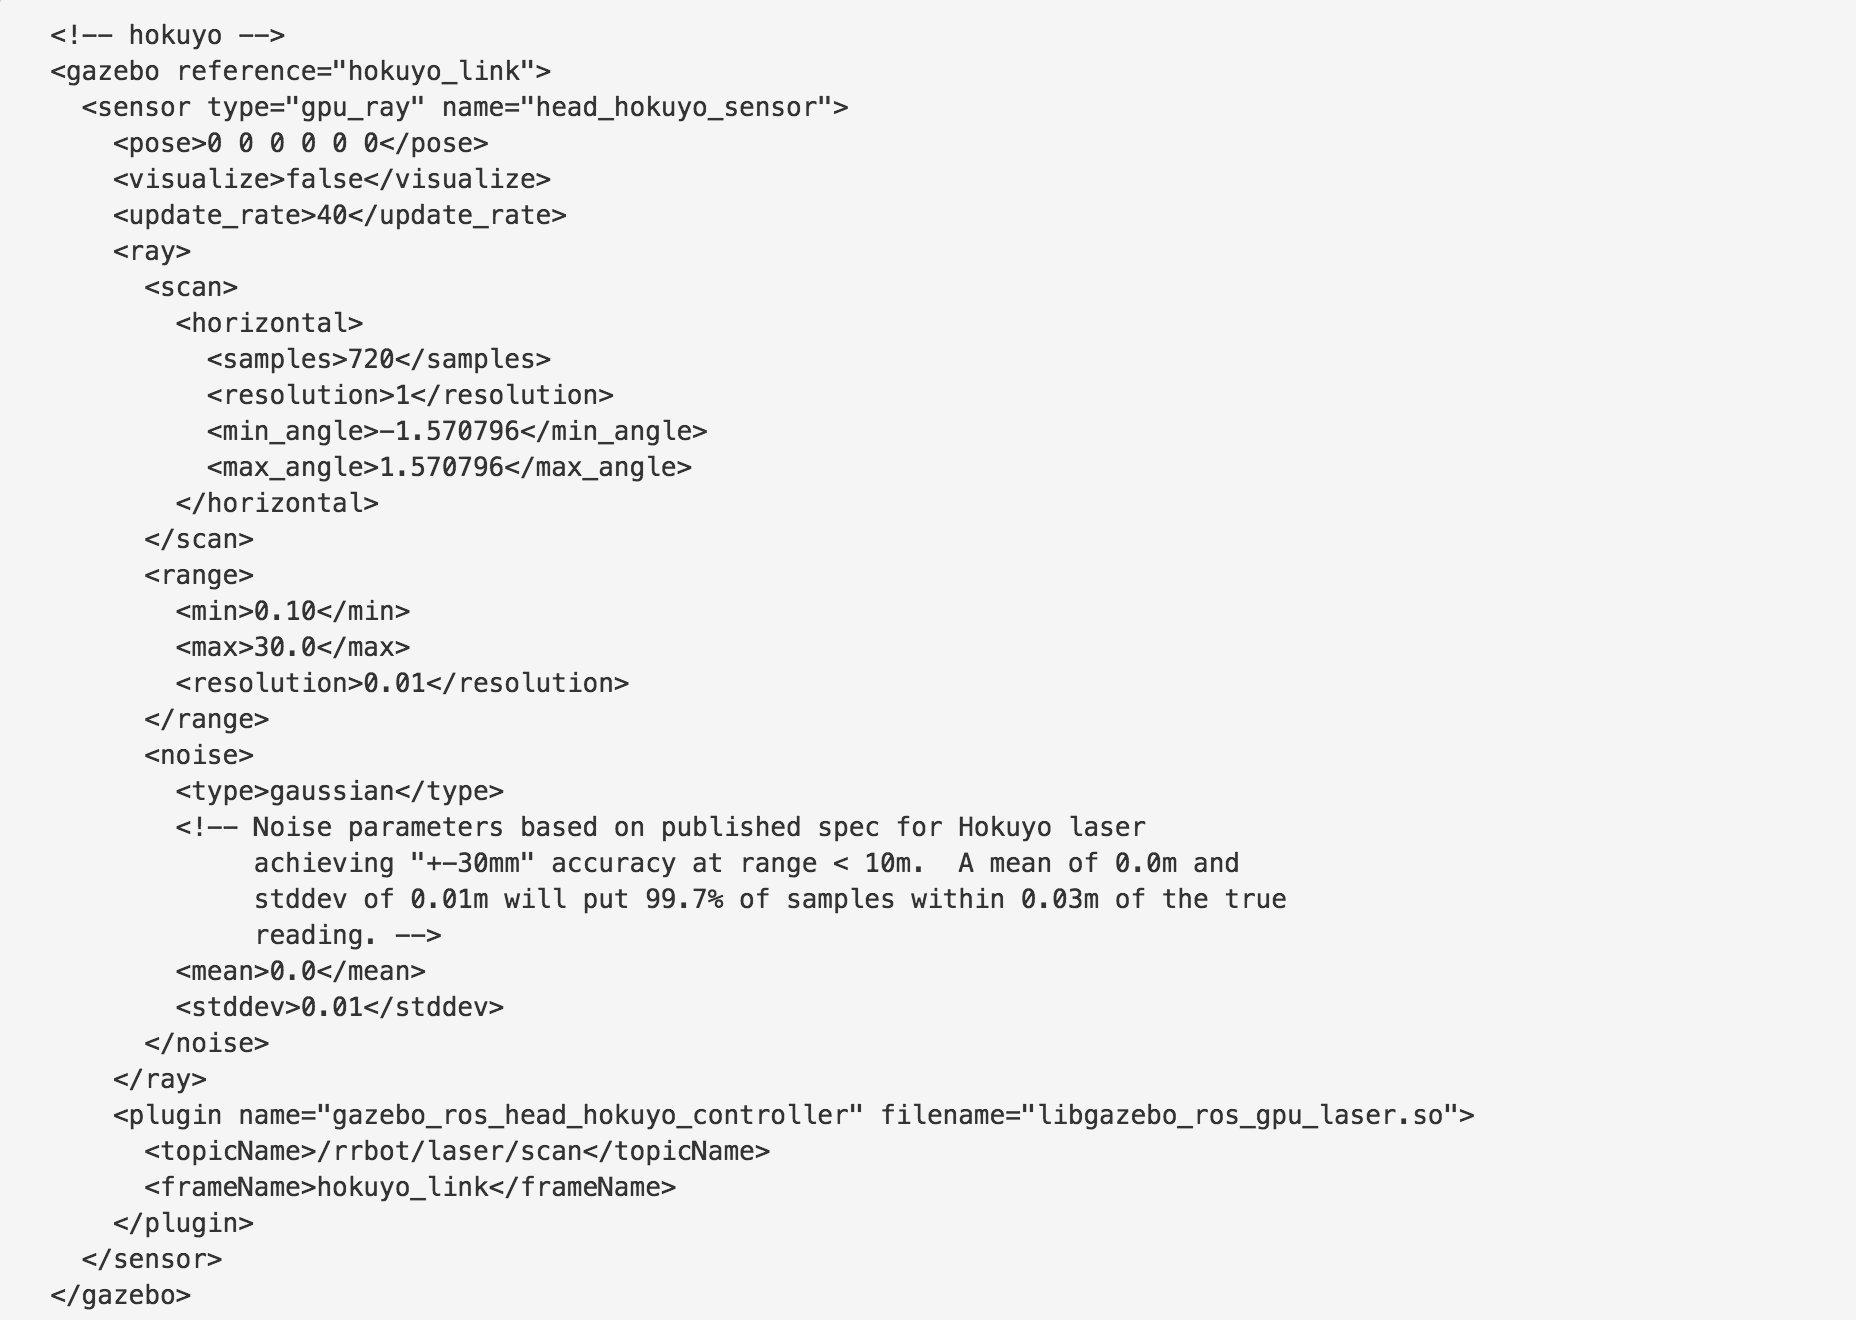 <!-- hokuyo -->
<gazebo reference="hokuyo_link">
  <sensor type="gpu_ray" name="head_hokuyo_sensor">
    <pose>0 0 0 0 0 0</pose>
    <visualize>false</visualize>
    <update_rate>40</update_rate>
    <ray>
      <scan>
        <horizontal>
          <samples>720</samples>
          <resolution>1</resolution>
          <min_angle>-1.570796</min_angle>
          <max_angle>1.570796</max_angle>
        </horizontal>
      </scan>
      <range>
        <min>0.10</min>
        <max>30.0</max>
        <resolution>0.01</resolution>
      </range>
      <noise>
        <type>gaussian</type>
        <!-- Noise parameters based on published spec for Hokuyo laser
             achieving "+-30mm" accuracy at range < 10m.  A mean of 0.0m and
             stddev of 0.01m will put 99.7% of samples within 0.03m of the true
             reading. -->
        <mean>0.0</mean>
        <stddev>0.01</stddev>
      </noise>
    </ray>
    <plugin name="gazebo_ros_head_hokuyo_controller" filename="libgazebo_ros_gpu_laser.so">
      <topicName>/rrbot/laser/scan</topicName>
      <frameName>hokuyo_link</frameName>
    </plugin>
  </sensor>
</gazebo>